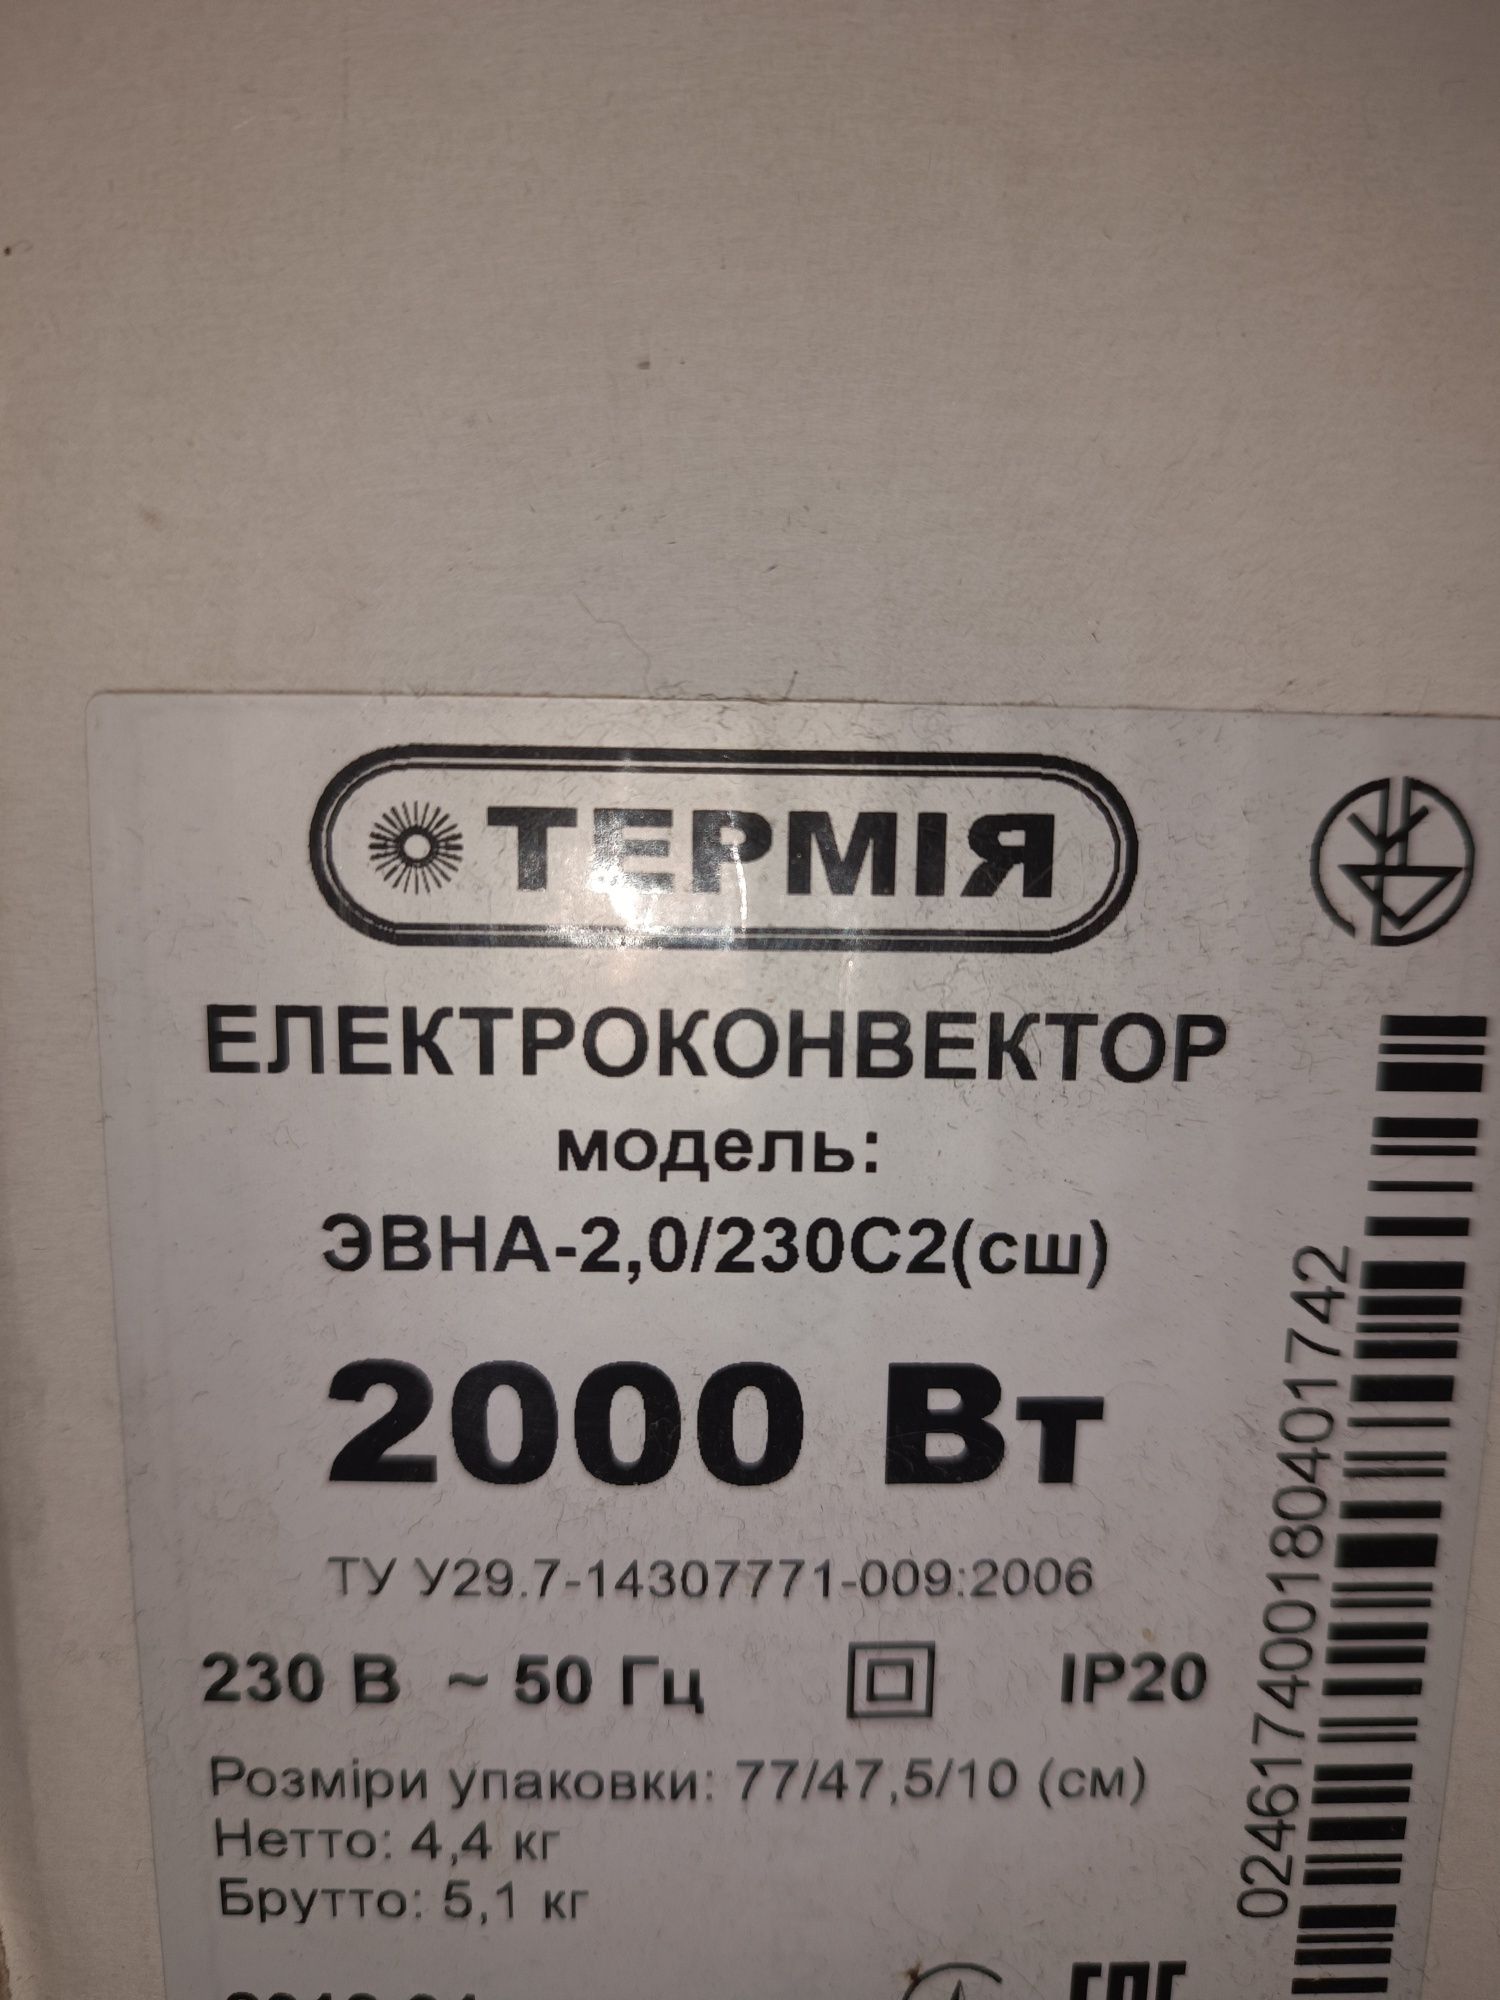 ТЕРМІЯ
ЕЛЕКТРОКОНВЕКТОР
модель:
ЭВНА-2,0/230С2(сш)
2000 Вт
ТУ У29.7-14307771-009:2006
230 В ~ 50 Гц IP20
Розміри упаковки: 77/47,5/10 (см)
Нетто: 4,4 кг
Брутто: 5,1 кг
02461740018040174​2